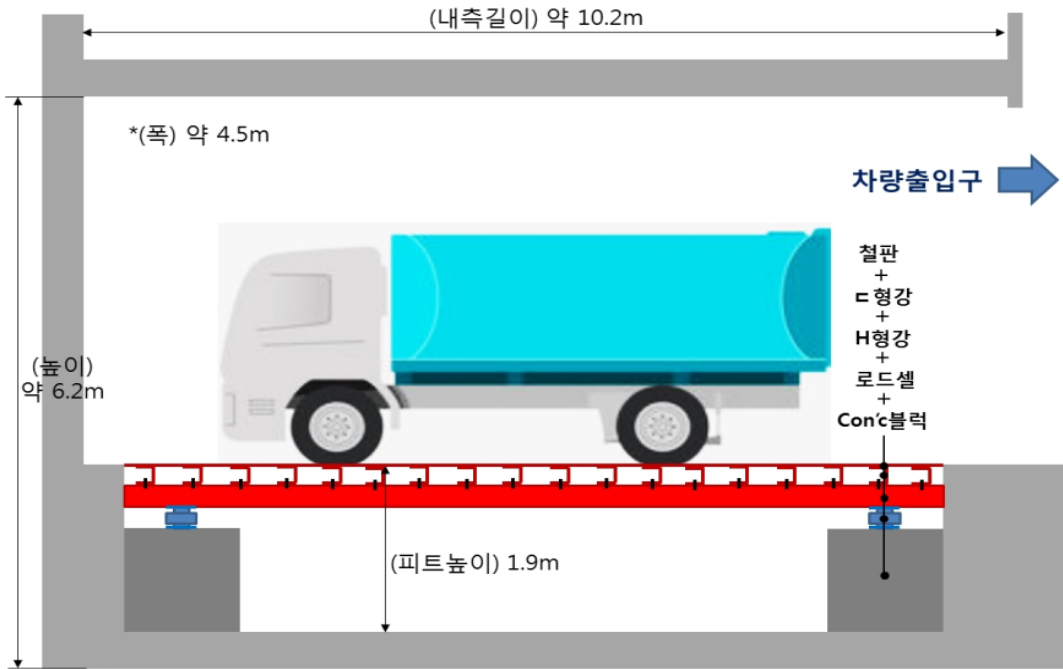 (내측길이) 약 10.2m
*(폭) 약 4.5m
차량출입구
철판
+
ㄷ형강
+
H형강
+
로드셀
+
Con'c블럭
(높이)
약 6.2m
(피트높이) 1.9m